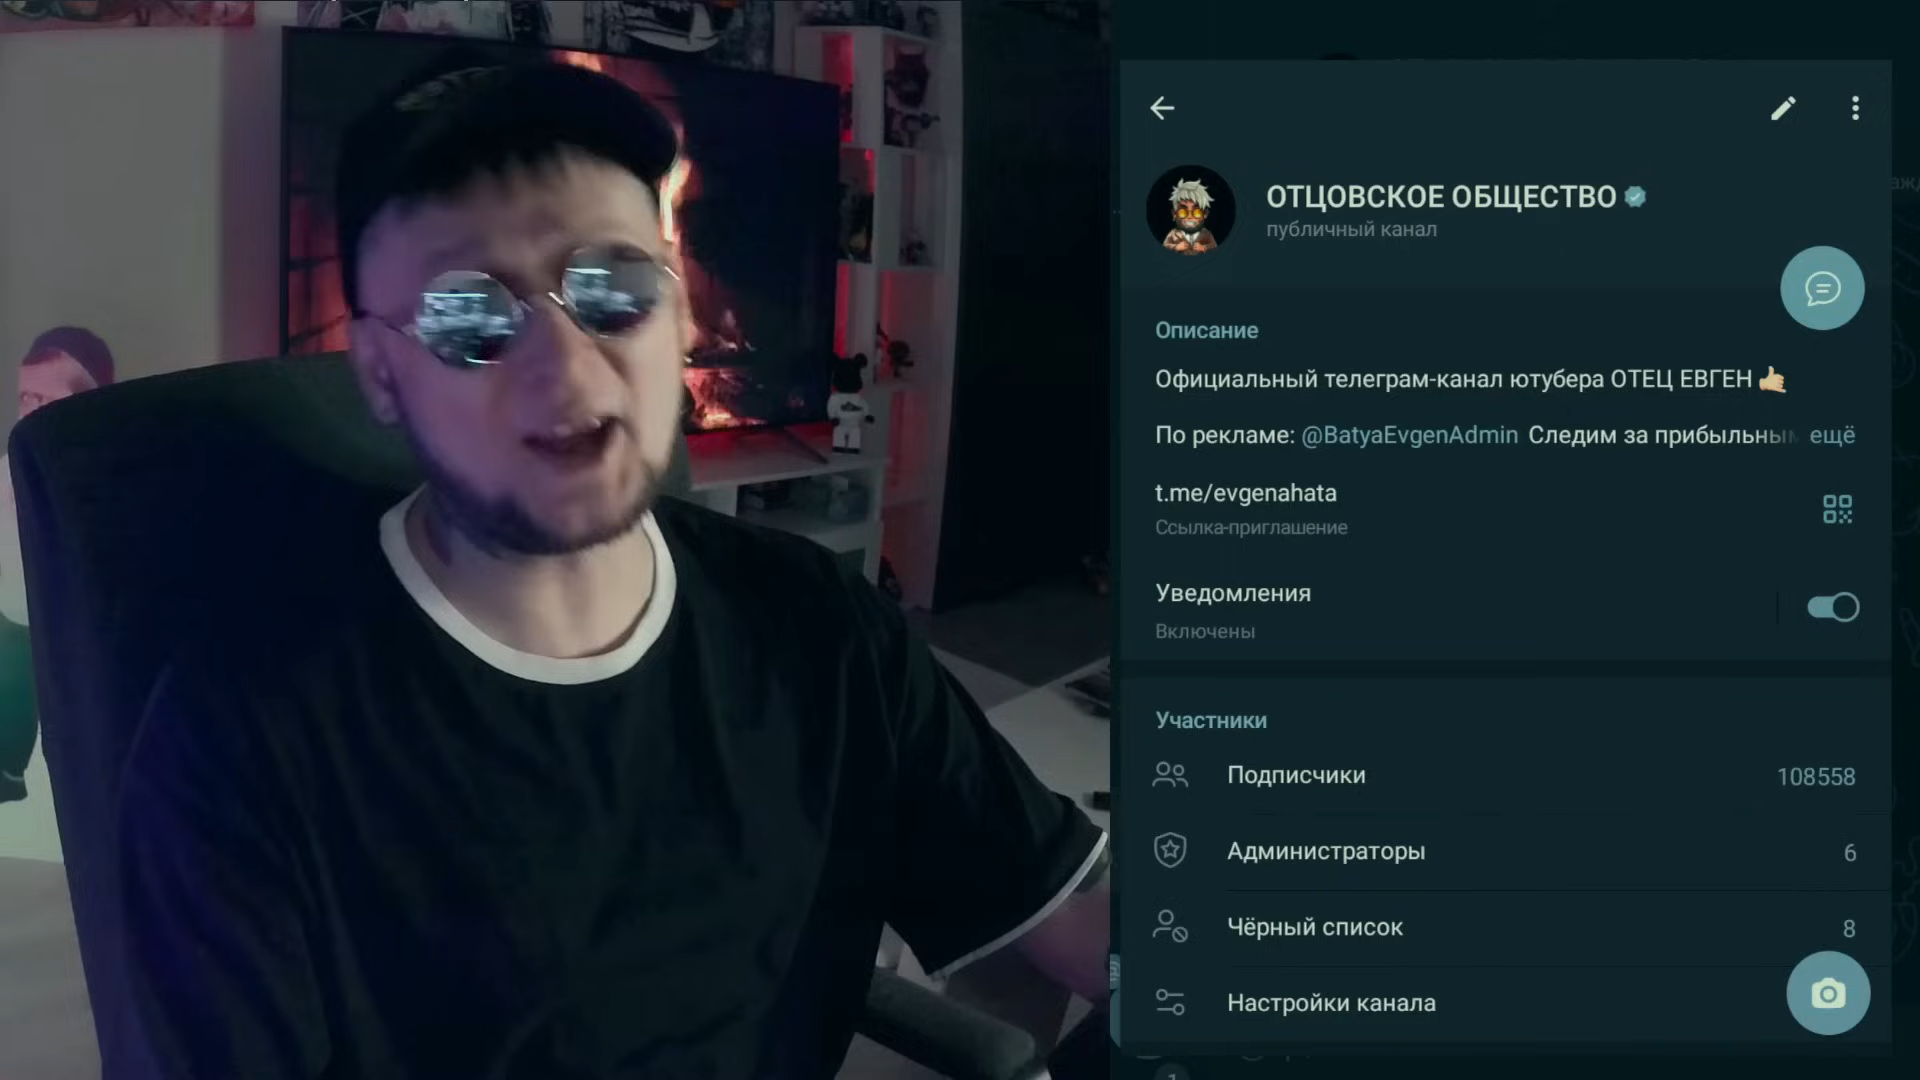 ОТЦОВСКОЕ ОБЩЕСТВО
публичный канал
Описание
Официальный телеграм-канал ютубера ОТЕЦ ЕВГЕН 🤙
По рекламе: @BatyaEvgenAdmin Следим за прибыльны ещё
t.me/evgenahata
Ссылка-приглашение
Уведомления
Включены
Участники
Подписчики 108558
Администраторы 6
Чёрный список 8
Настройки канала